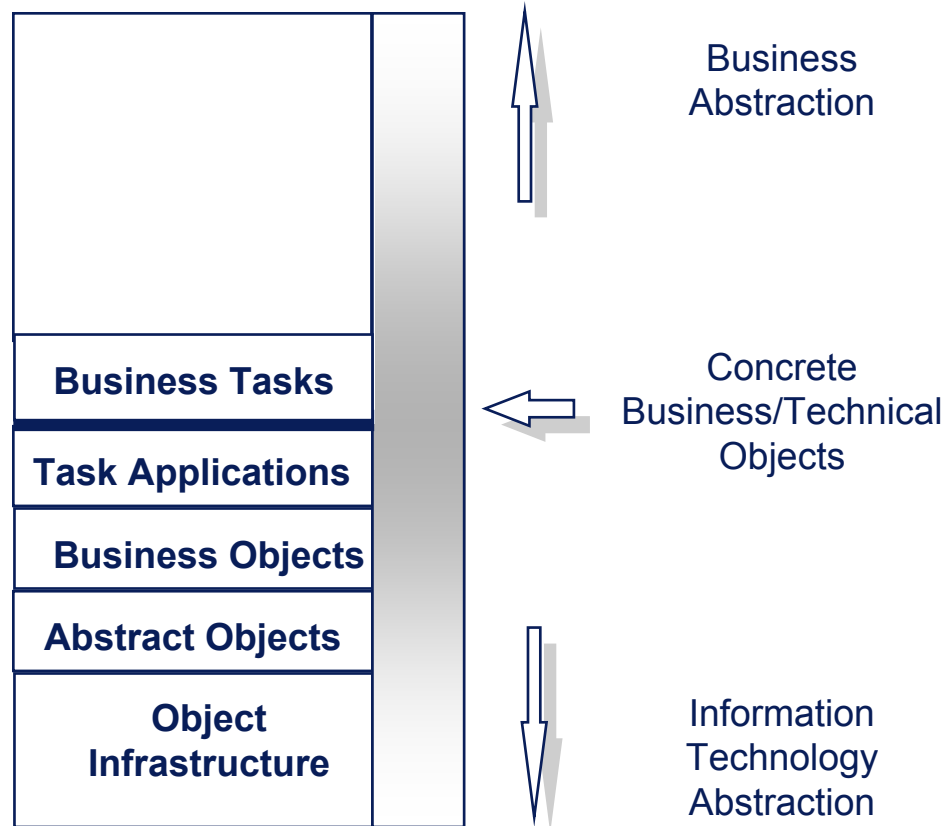 Business
Abstraction
Business Tasks
Concrete
Business/Technical
Objects
Task Applications
Business Objects
Abstract Objects
Object
Infrastructure
Information
Technology
Abstraction